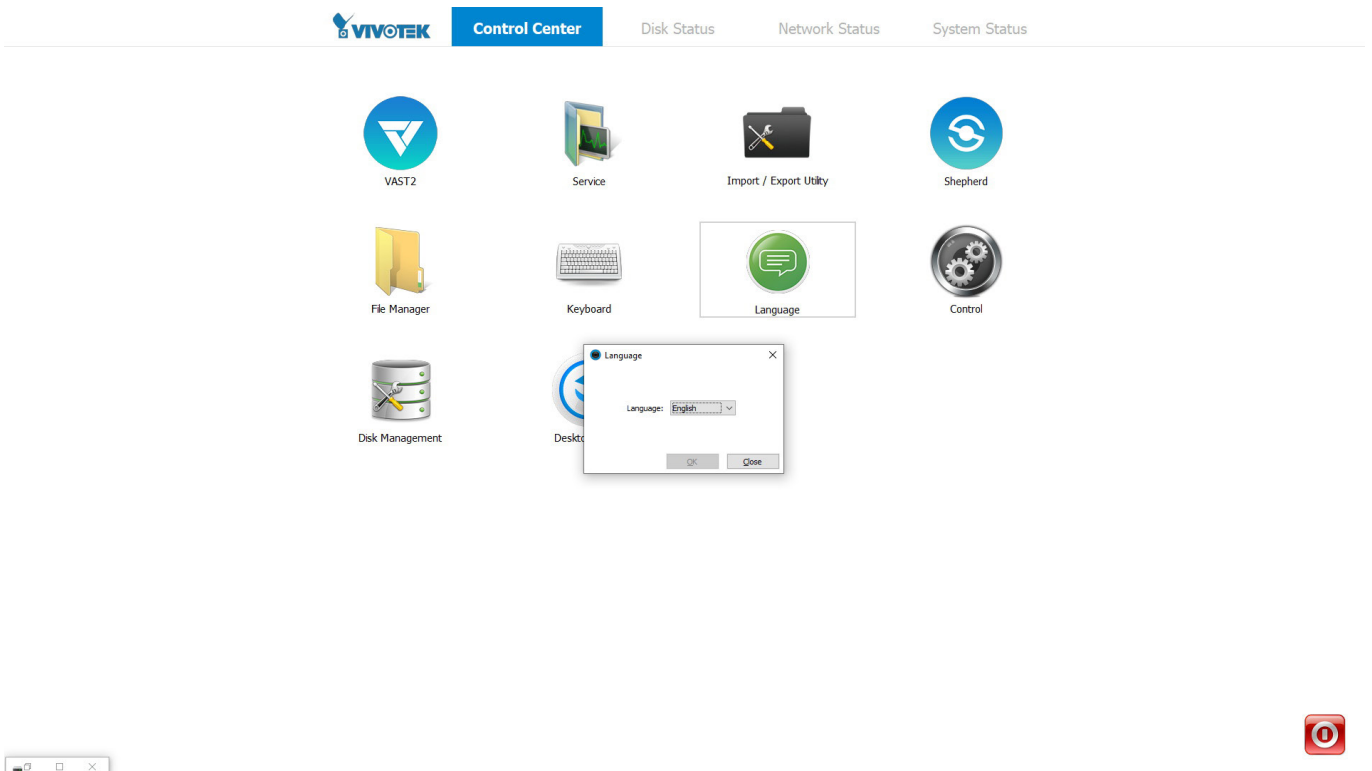 VIVOTEK Control Center Disk Status Network Status System Status
VAST2 Service Import / Export Utility Shepherd
File Manager Keyboard Language Control
Language
Language: English
Disk Management
OK Close